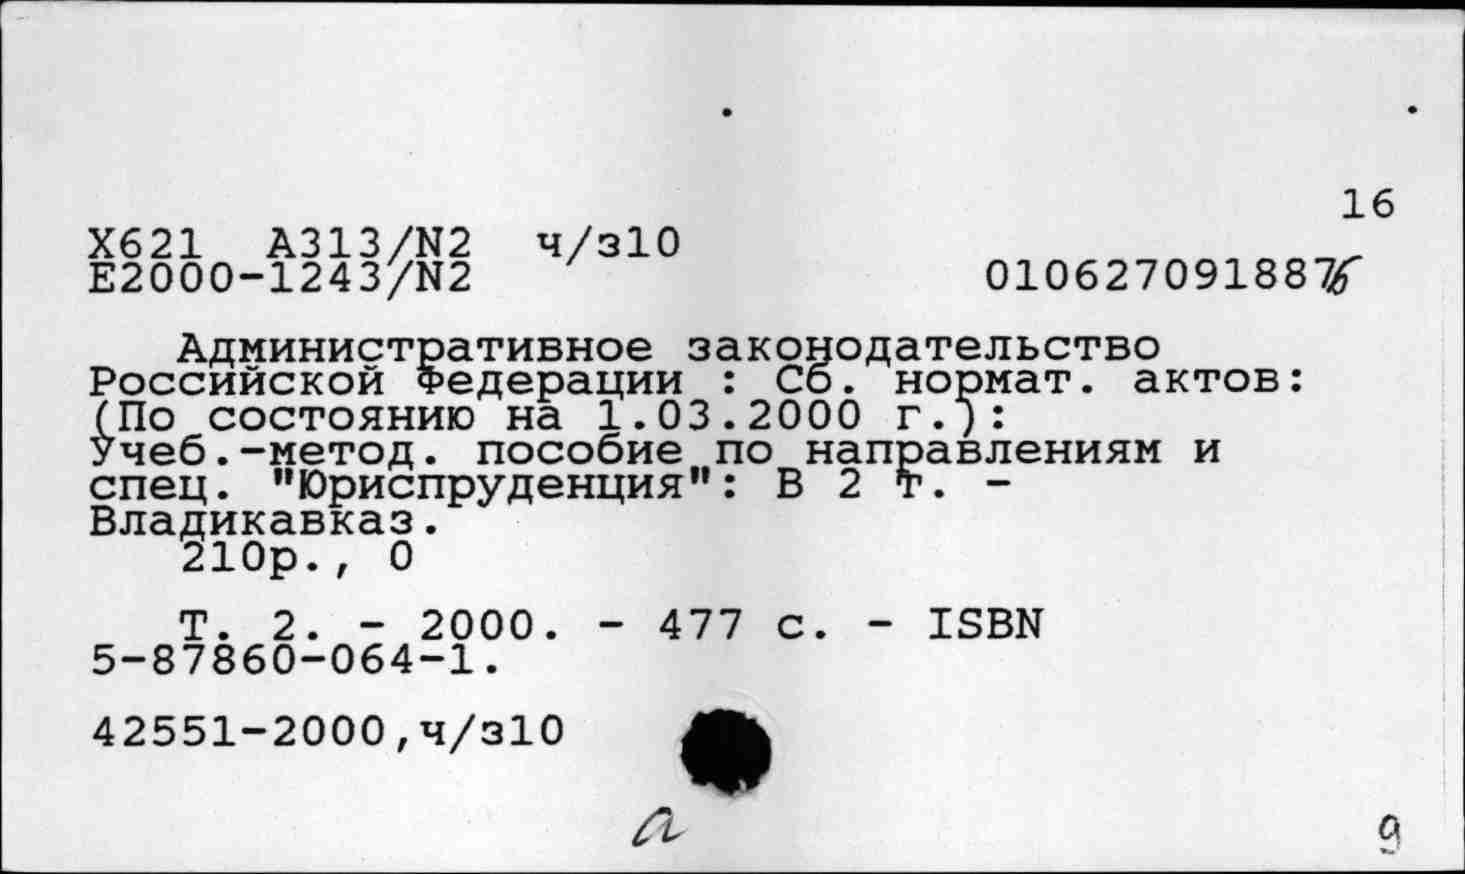 16
Х621 А313/N2 ч/з10
Е2000-1243/N2 01062709188
Административное законодательство
Российской Федерации : Сб. нормат. актов:
(По состоянию на 1.03.2000 г.):
Учеб.-метод. пособие по направлениям и
спец. "Юриспруденция": В 2 т. -
Владикавказ.
210р., 0
Т. 2. - 2000. - 477 с. - ISBN
5-87860-064-1.
42551-2000,ч/з10